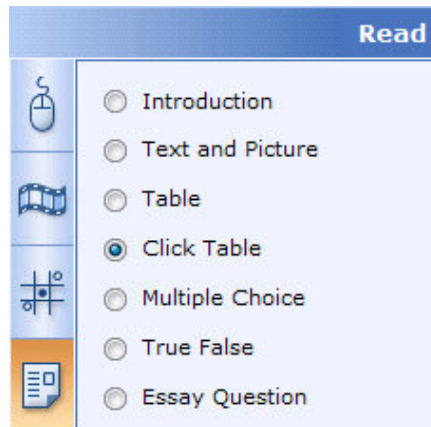 Read
Introduction
Text and Picture
Table
Click Table
Multiple Choice
True False
Essay Question